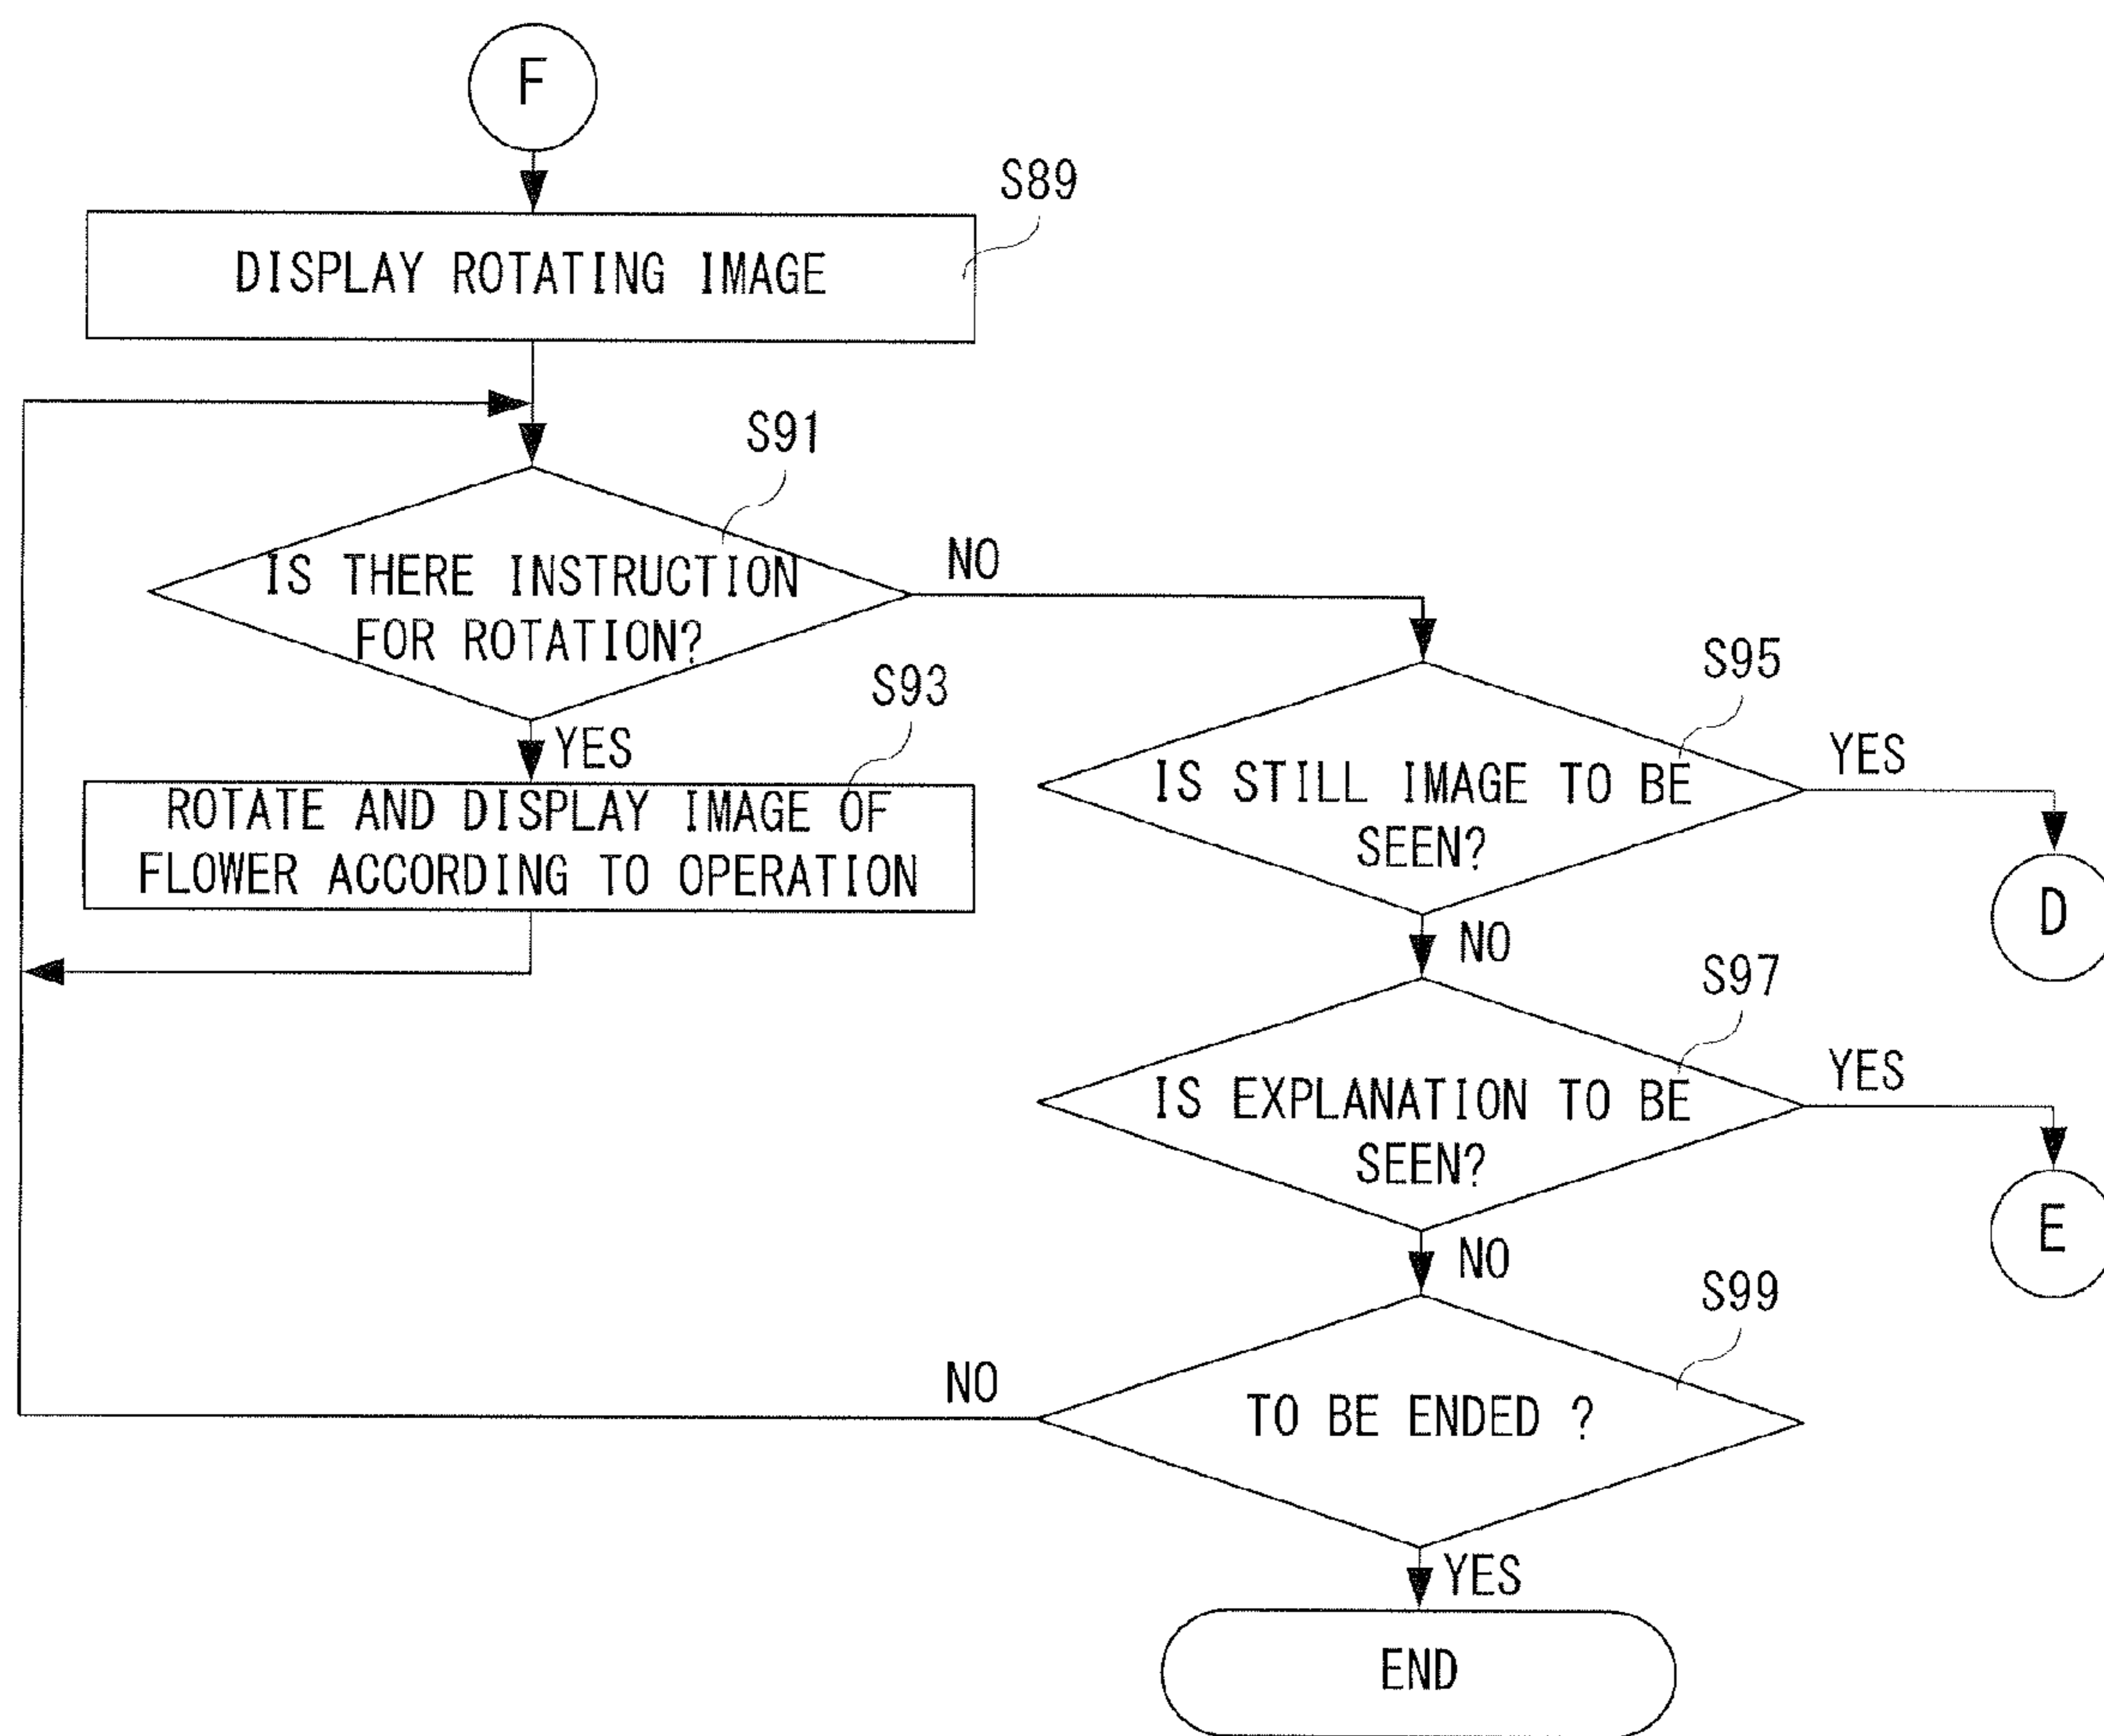 F
S89
DISPLAY ROTATING IMAGE
S91
IS THERE INSTRUCTION
FOR ROTATION?
NO
YES
S93
ROTATE AND DISPLAY IMAGE OF
FLOWER ACCORDING TO OPERATION
S95
IS STILL IMAGE TO BE
SEEN?
YES
D
NO
S97
IS EXPLANATION TO BE
SEEN?
YES
E
NO
S99
TO BE ENDED ?
NO
YES
END